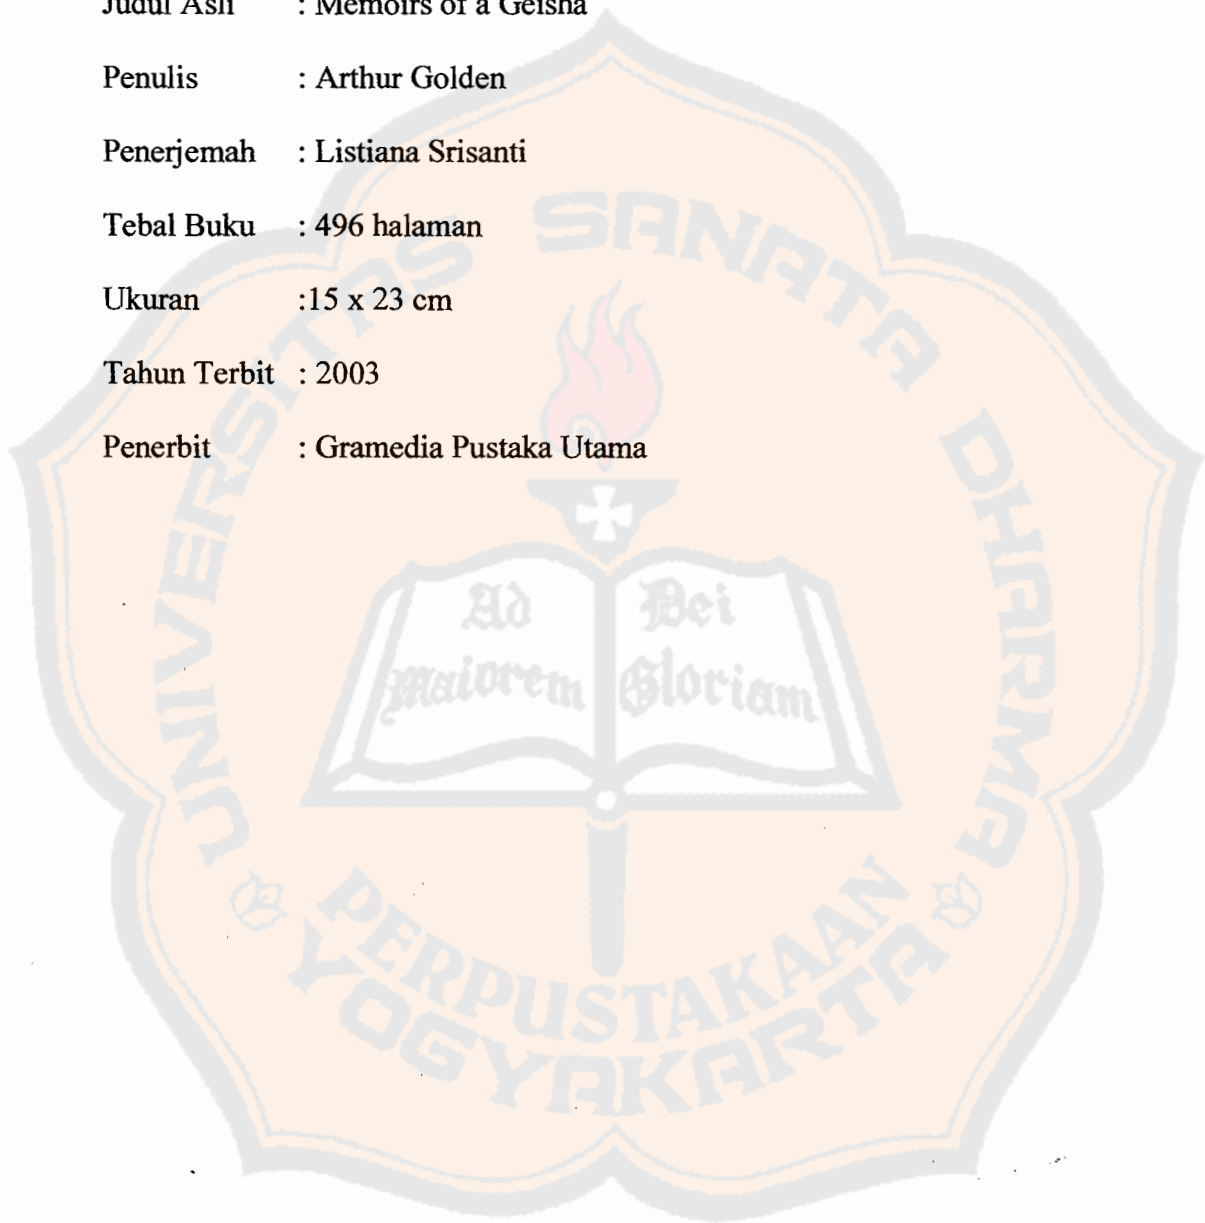 Judul Asli : Memoirs of a Geisha
Penulis : Arthur Golden
Penerjemah : Listiana Srisanti
Tebal Buku : 496 halaman
Ukuran :15 x 23 cm
Tahun Terbit : 2003
Penerbit : Gramedia Pustaka Utama
UNIVERSITAS SANATA DHARMA
Ad Dei
Maiorem Gloriam
PERPUSTAKAAN
YOGYAKARTA